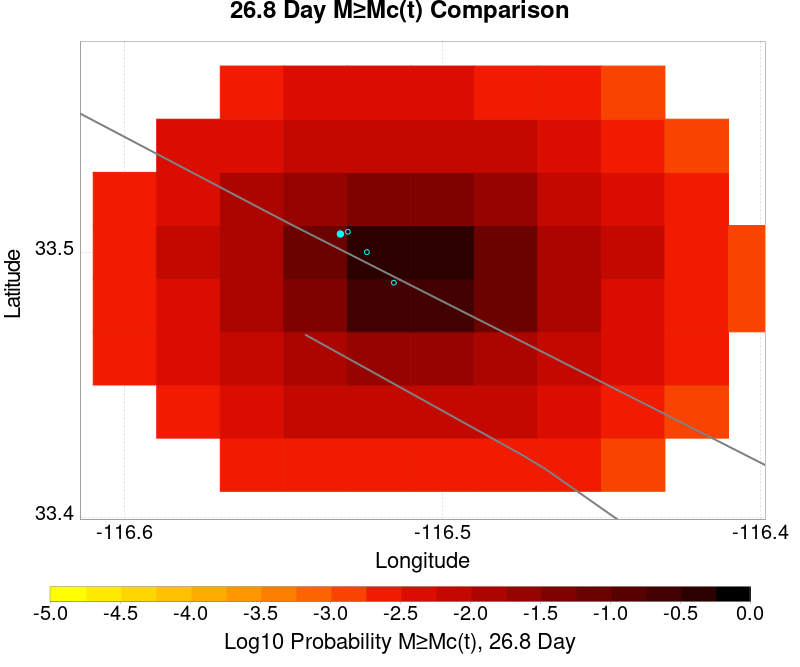 26.8 Day M≥Mc(t) Comparison
Latitude
33.5
33.4
-116.6 -116.5 -116.4
Longitude
-5.0 -4.5 -4.0 -3.5 -3.0 -2.5 -2.0 -1.5 -1.0 -0.5 0.0
Log10 Probability M≥Mc(t), 26.8 Day